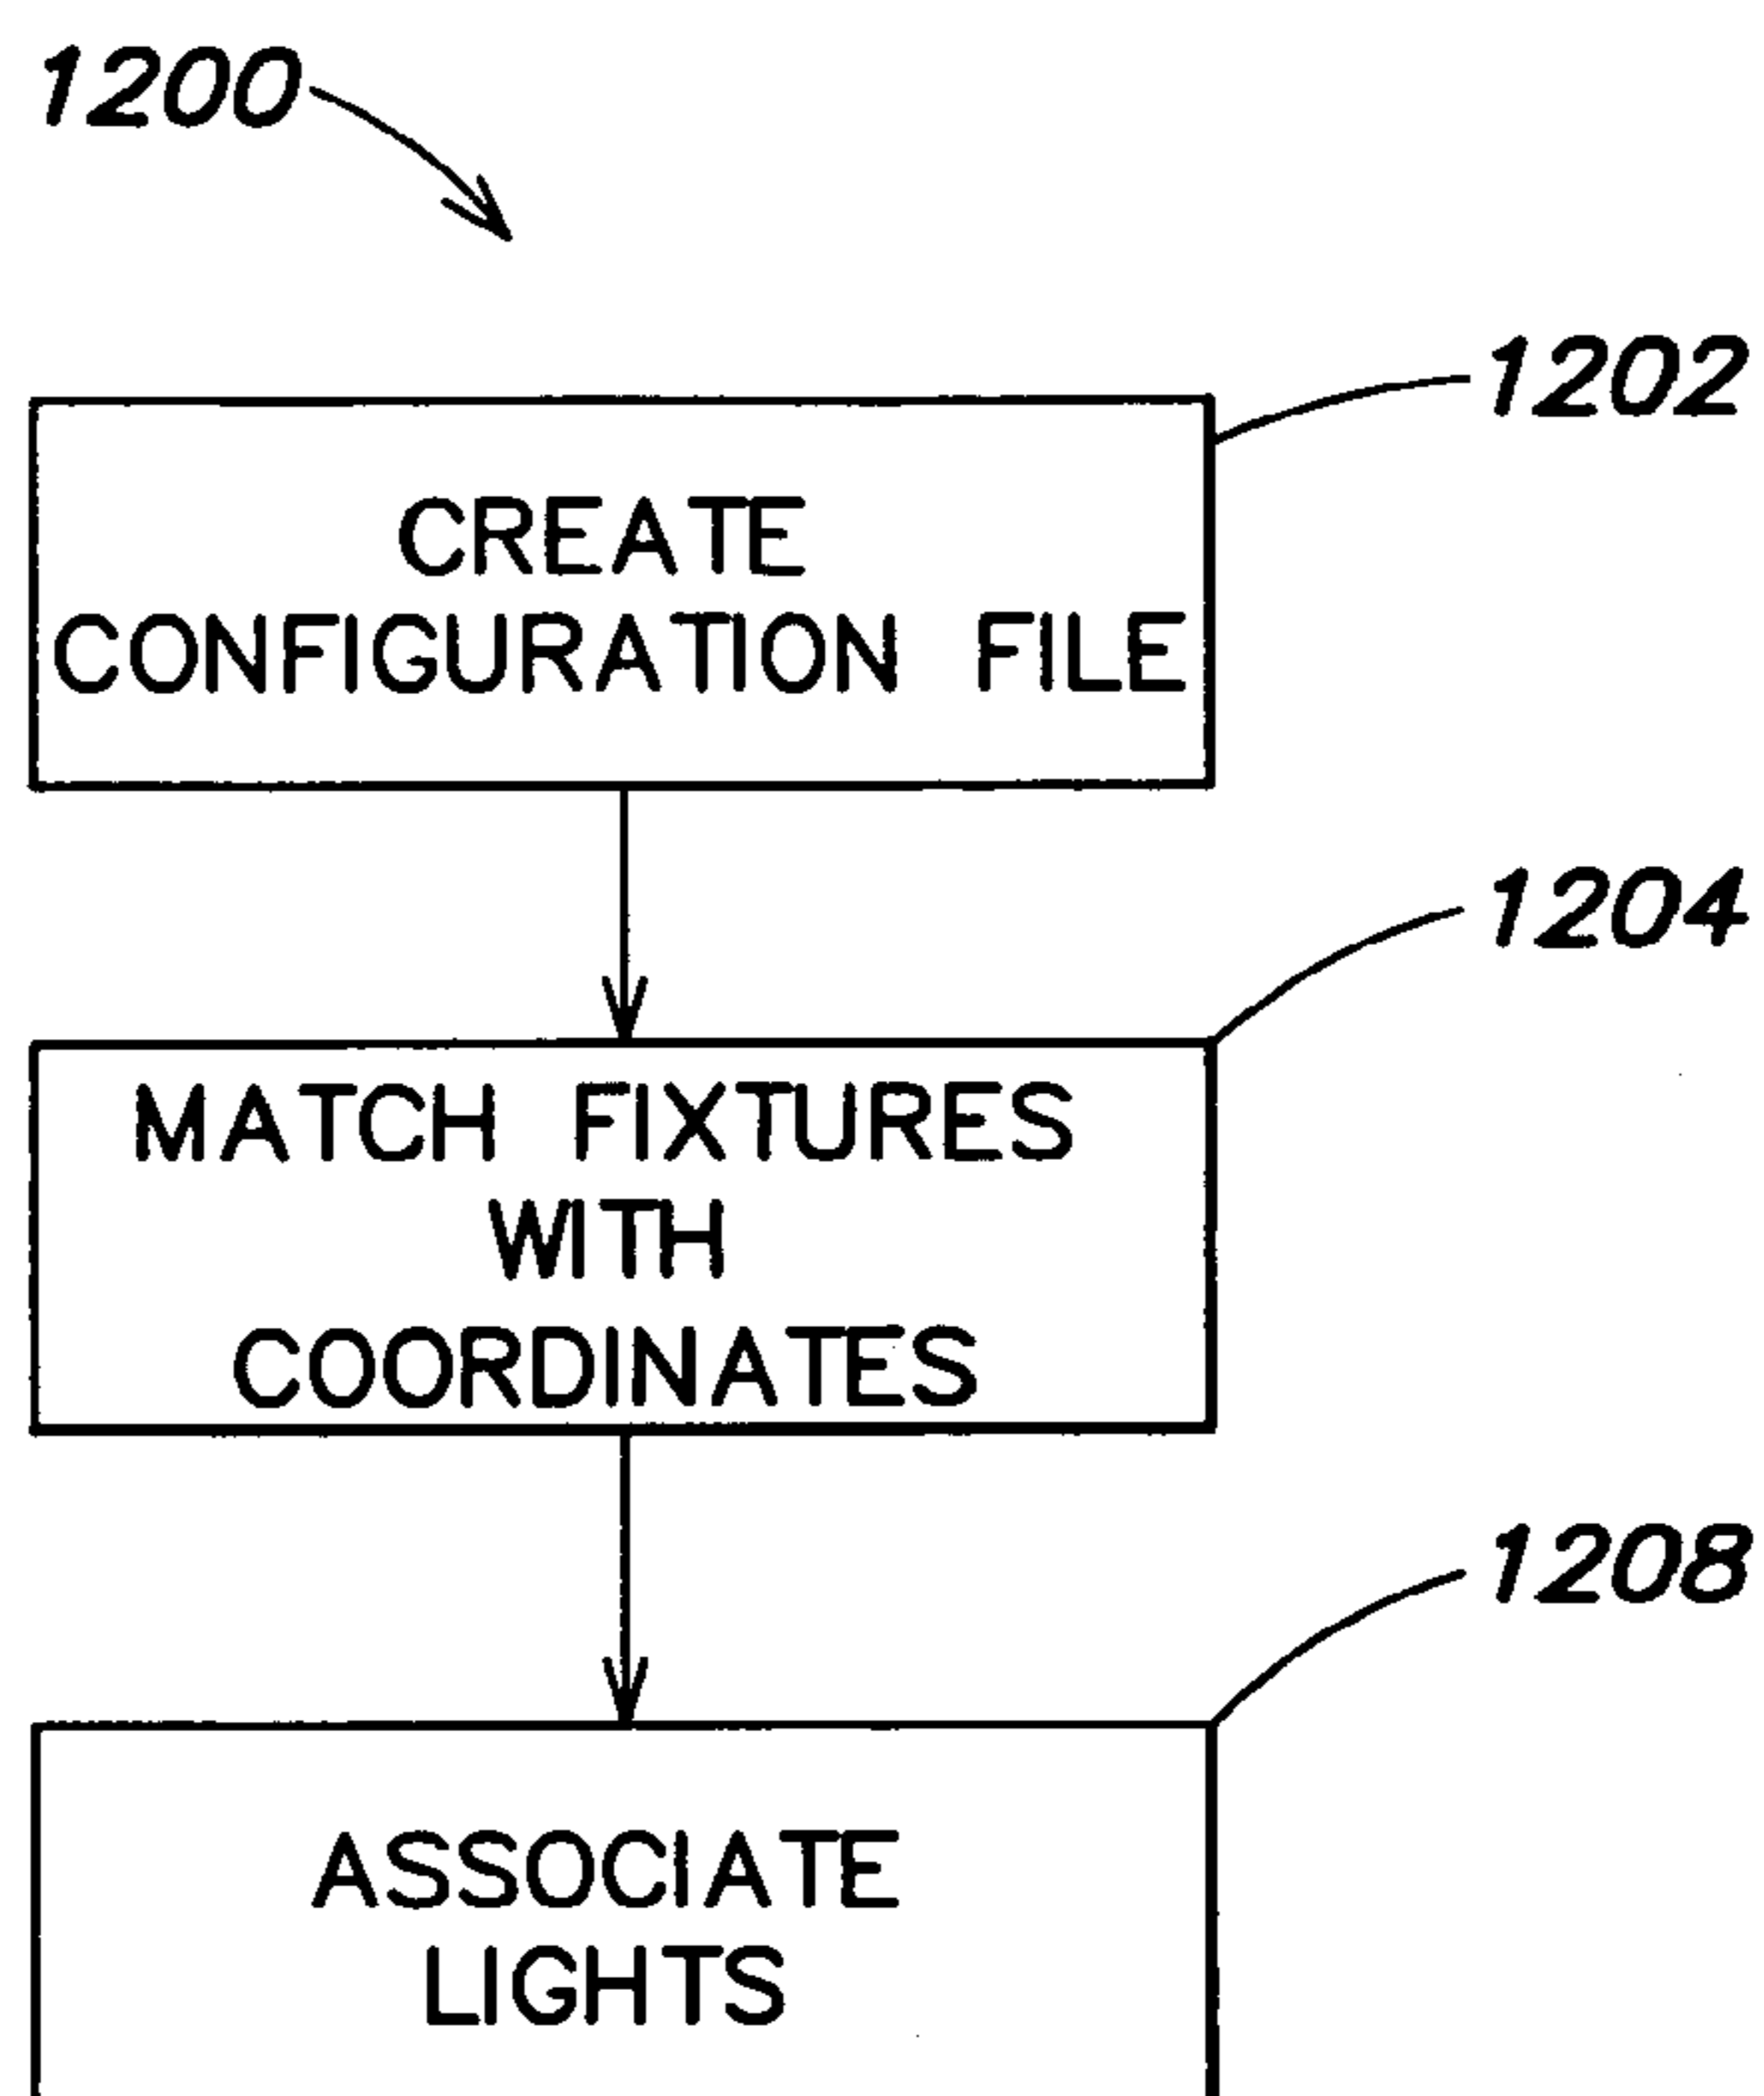 1200
1202
CREATE
CONFIGURATION FILE
1204
MATCH FIXTURES
WITH
COORDINATES
1208
ASSOCIATE
LIGHTS